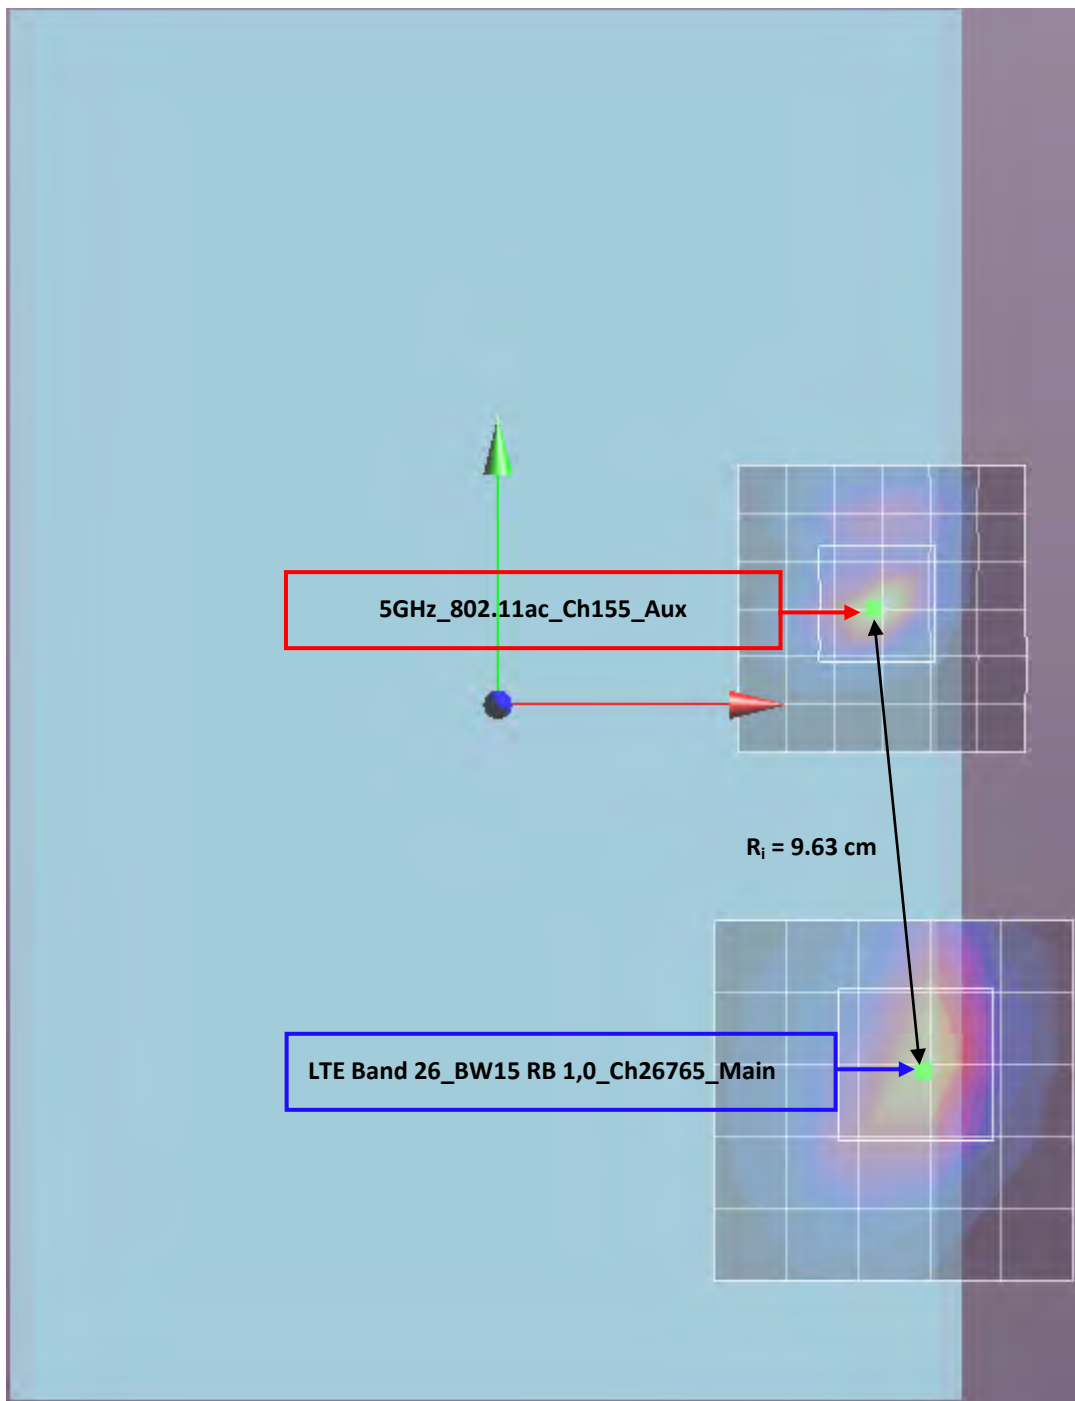 5GHz_802.11ac_Ch155_Aux
Rᵢ = 9.63 cm
LTE Band 26_BW15 RB 1,0_Ch26765_Main